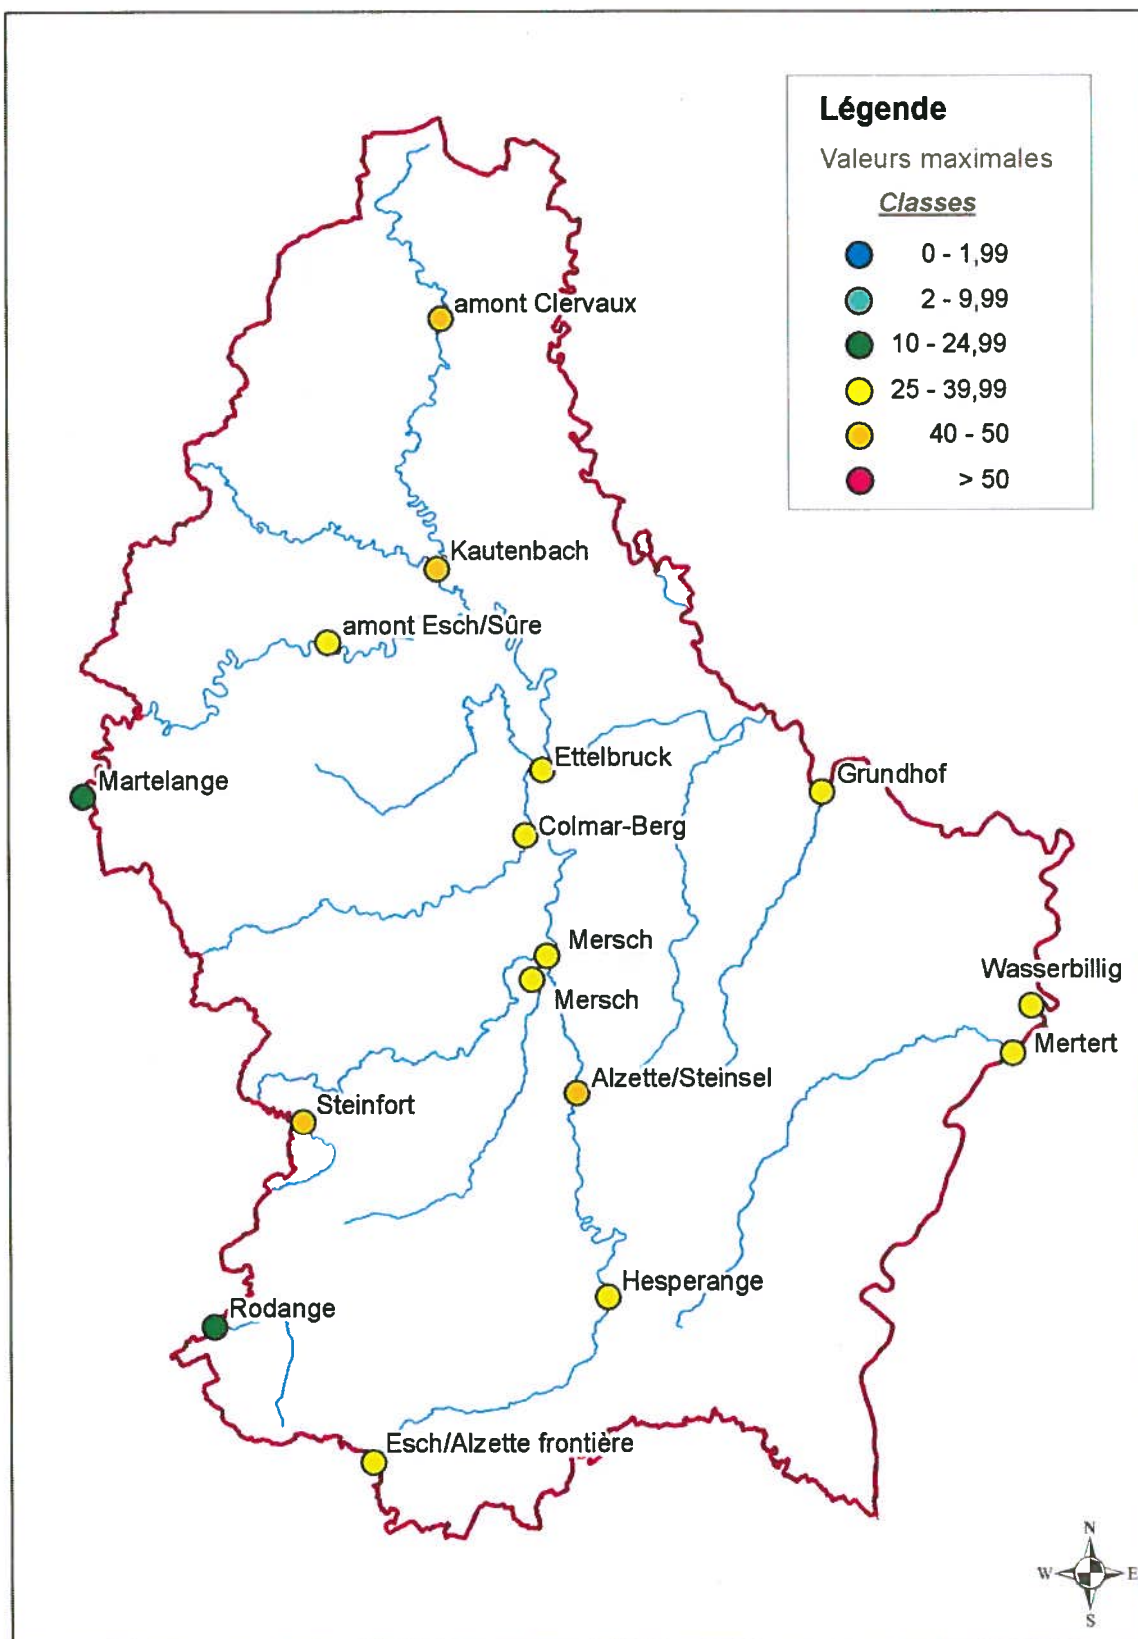 Légende
Valeurs maximales
Classes
0 - 1,99
2 - 9,99
10 - 24,99
25 - 39,99
40 - 50
> 50
amont Clervaux
Kautenbach
amont Esch/Sûre
Ettelbruck
Martelange
Grundhof
Colmar-Berg
Mersch
Wasserbillig
Mersch
Mertert
Alzette/Steinsel
Steinfort
Hesperange
Rodange
Esch/Alzette frontière
N
W
E
S